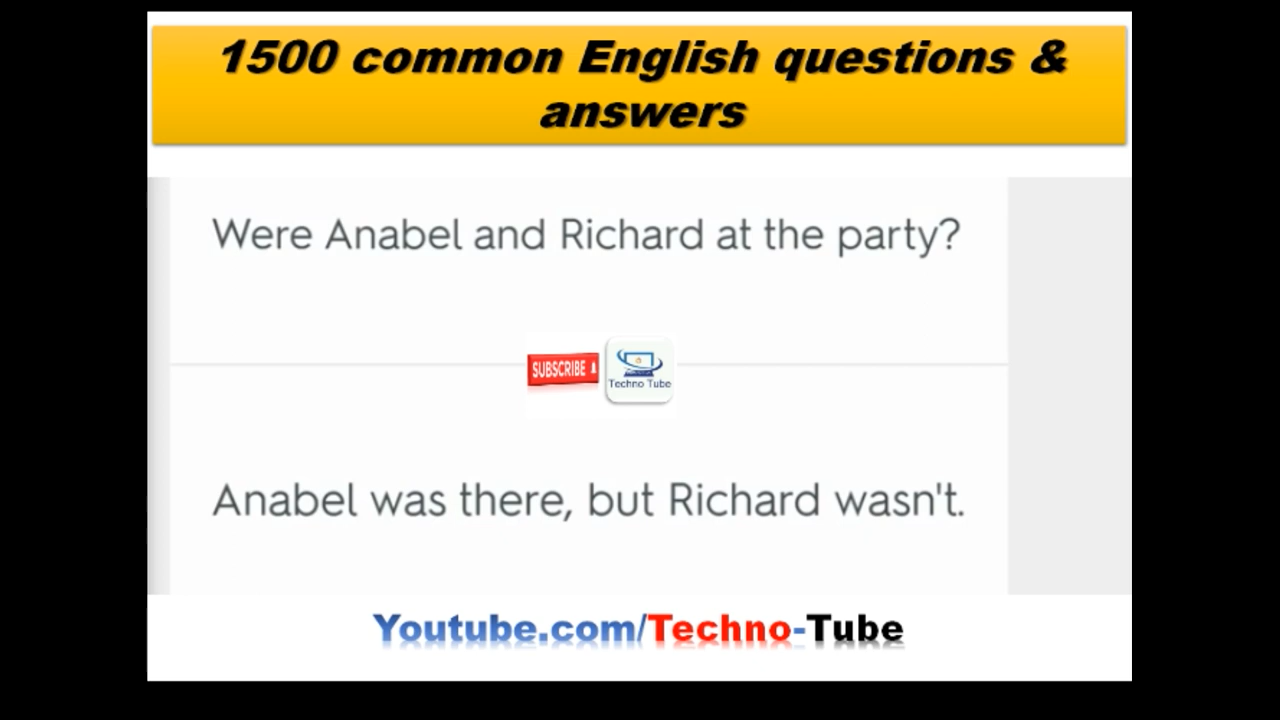 1500 common English questions &
answers
Were Anabel and Richard at the party?
SUBSCRIBE
Techno Tube
Anabel was there, but Richard wasn't.
Youtube.com/Techno-Tube